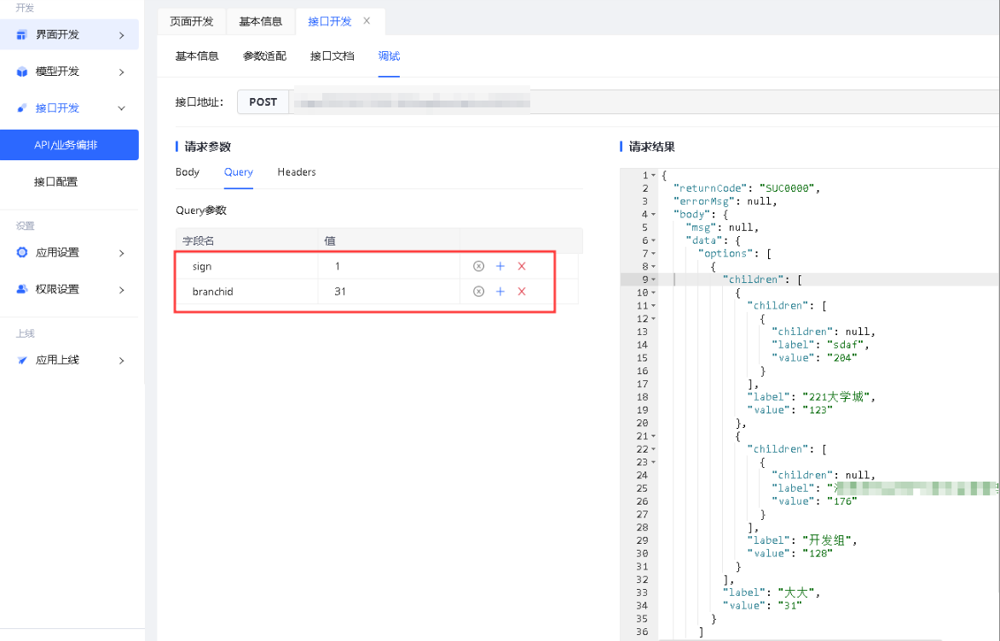 开发
界面开发
模型开发
接口开发
API/业务编排
接口配置
设置
应用设置
权限设置
上线
应用上线
页面开发 基本信息 接口开发
基本信息 参数适配 接口文档 调试
接口地址： POST
请求参数
Body Query Headers
Query参数
字段名 值
sign 1
branchid 31
请求结果
1 {
2 "returnCode": "SUC0000",
3 "errorMsg": null,
4 "body": {
5 "msg": null,
6 "data": {
7 "options": [
8 {
9 "children": [
10 {
11 "children": [
12 {
13 "children": null,
14 "label": "sdaf",
15 "value": "204"
16 }
17 ],
18 "label": "221大学城",
19 "value": "123"
20 },
21 {
22 "children": [
23 {
24 "children": null,
25 "label": "
26 "value": "176"
27 }
28 ],
29 "label": "开发组",
30 "value": "128"
31 }
32 ],
33 "label": "大大",
34 "value": "31"
35 }
36 ]